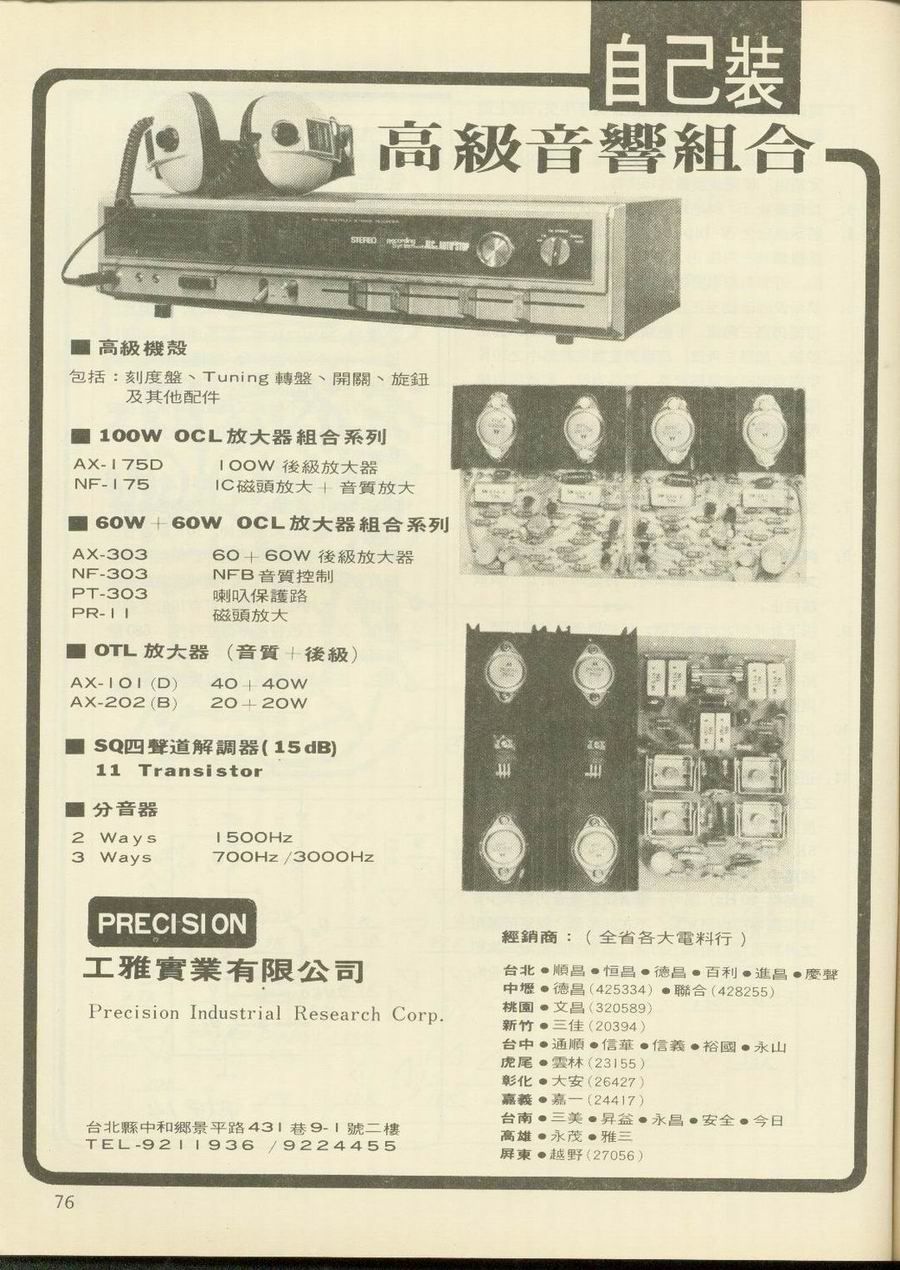 自己裝
高級音響組合
STEREO
■ 高級機殼
包括：刻度盤、Tuning 轉盤、開關、旋鈕
及其他配件
■ 100W OCL 放大器組合系列
AX-175D 100W 後級放大器
NF-175 IC磁頭放大＋音質放大
■ 60W＋60W OCL 放大器組合系列
AX-303 60＋60W 後級放大器
NF-303 NFB 音質控制
PT-303 喇叭保護路
PR-11 磁頭放大
■ OTL 放大器 （音質＋後級）
AX-101 (D) 40＋40W
AX-202 (B) 20＋20W
■ SQ四聲道解調器(15dB)
11 Transistor
■ 分音器
2 Ways 1500Hz
3 Ways 700Hz/3000Hz
PRECISION
工雅實業有限公司
Precision Industrial Research Corp.
台北縣中和鄉景平路431巷9-1號二樓
TEL-9211936 /9224455
經銷商：（全省各大電料行）
台北●順昌●恒昌●德昌●百利●進昌●慶聲
中壢●德昌(425334)●聯合(428255)
桃園●文昌(320589)
新竹●三佳(20394)
台中●通順●信華●信義●裕國●永山
虎尾●雲林(23155)
彰化●大安(26427)
嘉義●嘉一(24417)
台南●三美●昇益●永昌●安全●今日
高雄●永茂●雅三
屏東●越野(27056)
76